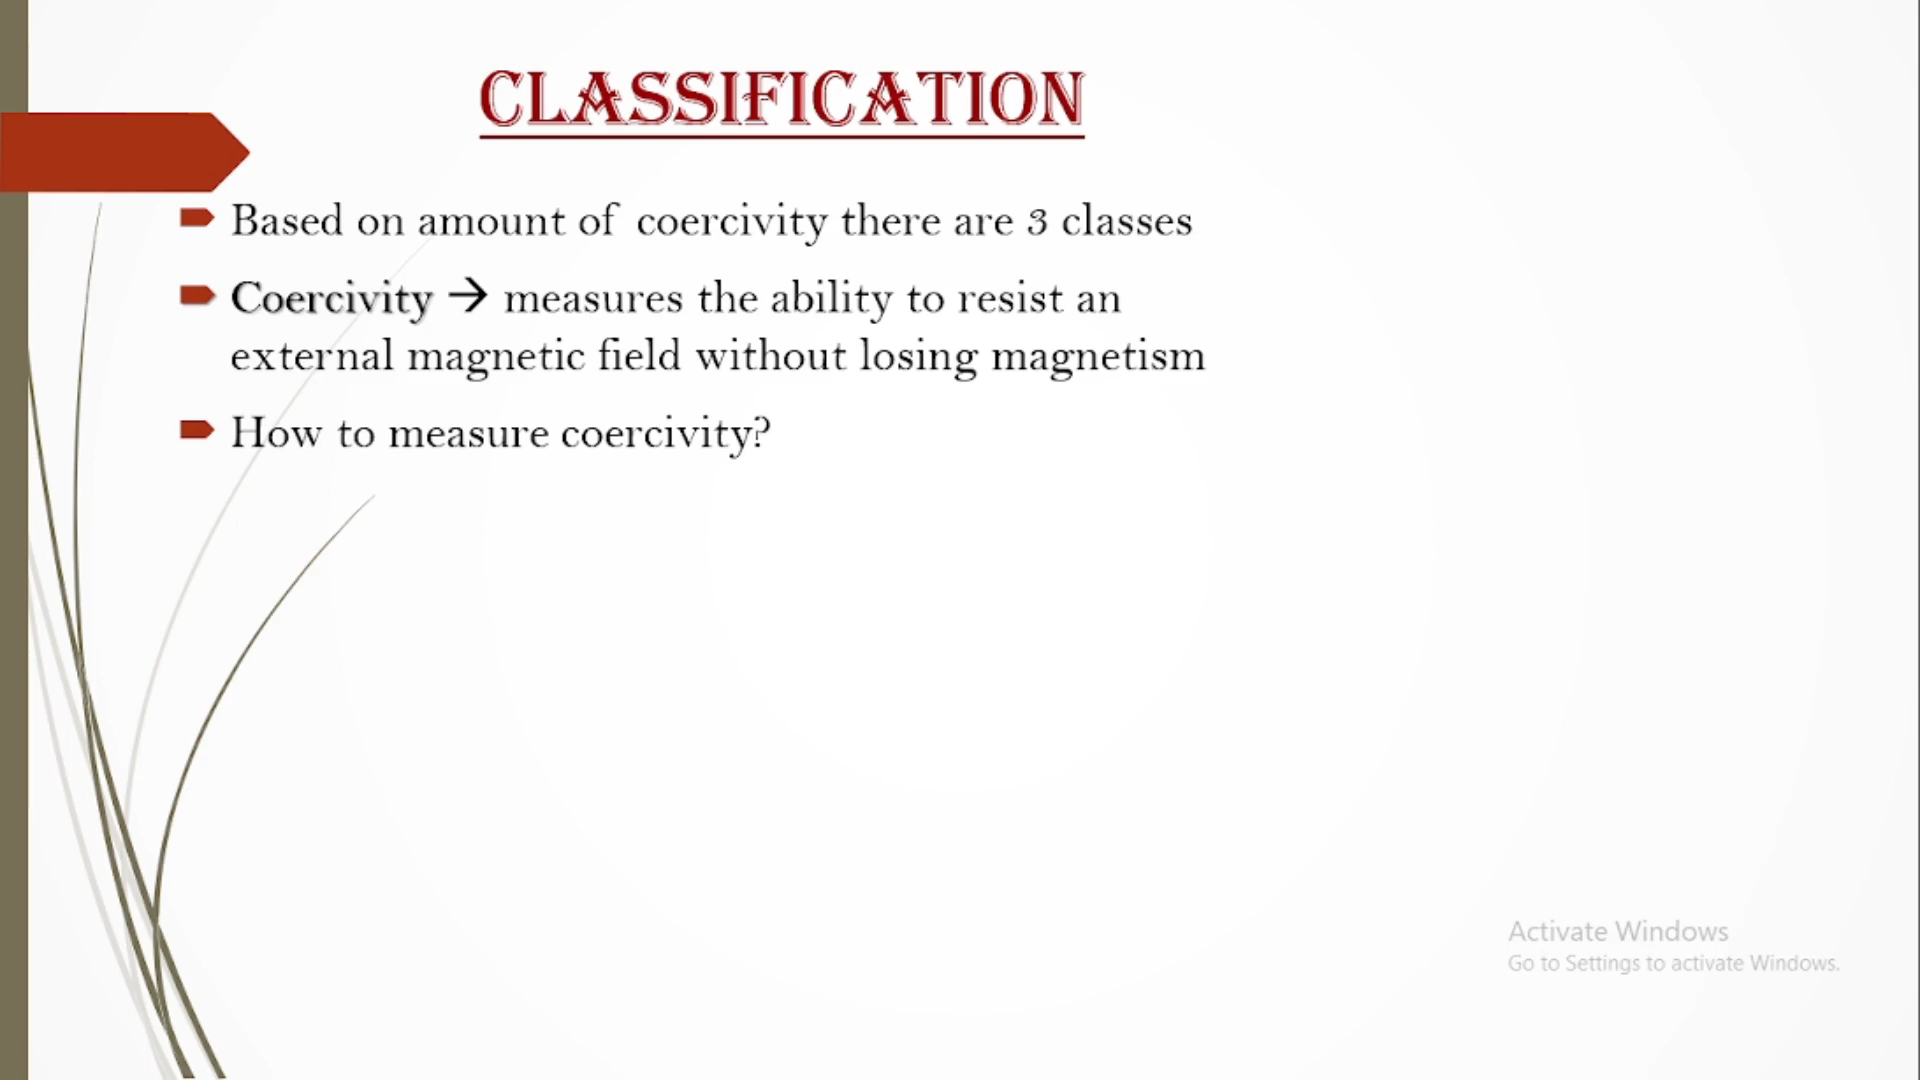 CLASSIFICATION
Based on amount of coercivity there are 3 classes
Coercivity → measures the ability to resist an
external magnetic field without losing magnetism
How to measure coercivity?
Activate Windows
Go to Settings to activate Windows.